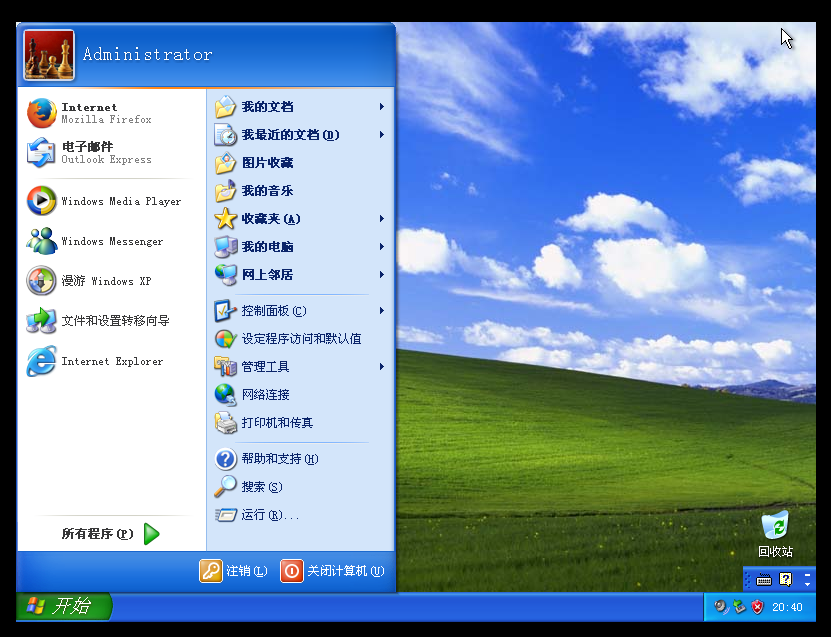 Administrator
Internet
Mozilla Firefox
电子邮件
Outlook Express
Windows Media Player
Windows Messenger
漫游 Windows XP
文件和设置转移向导
Internet Explorer
所有程序(P)
我的文档
我最近的文档(D)
图片收藏
我的音乐
收藏夹(A)
我的电脑
网上邻居
控制面板(C)
设定程序访问和默认值
管理工具
网络连接
打印机和传真
帮助和支持(H)
搜索(S)
运行(R)...
注销(L)
关闭计算机(U)
回收站
开始
20:40